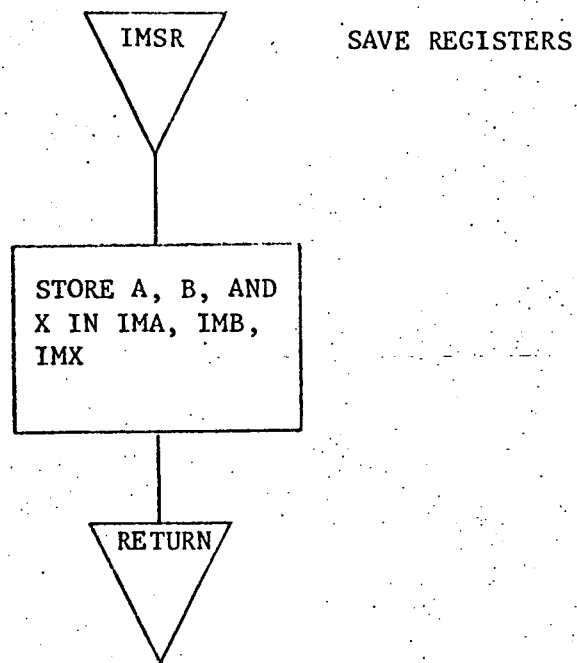 IMSR
SAVE REGISTERS
STORE A, B, AND
X IN IMA, IMB,
IMX
RETURN